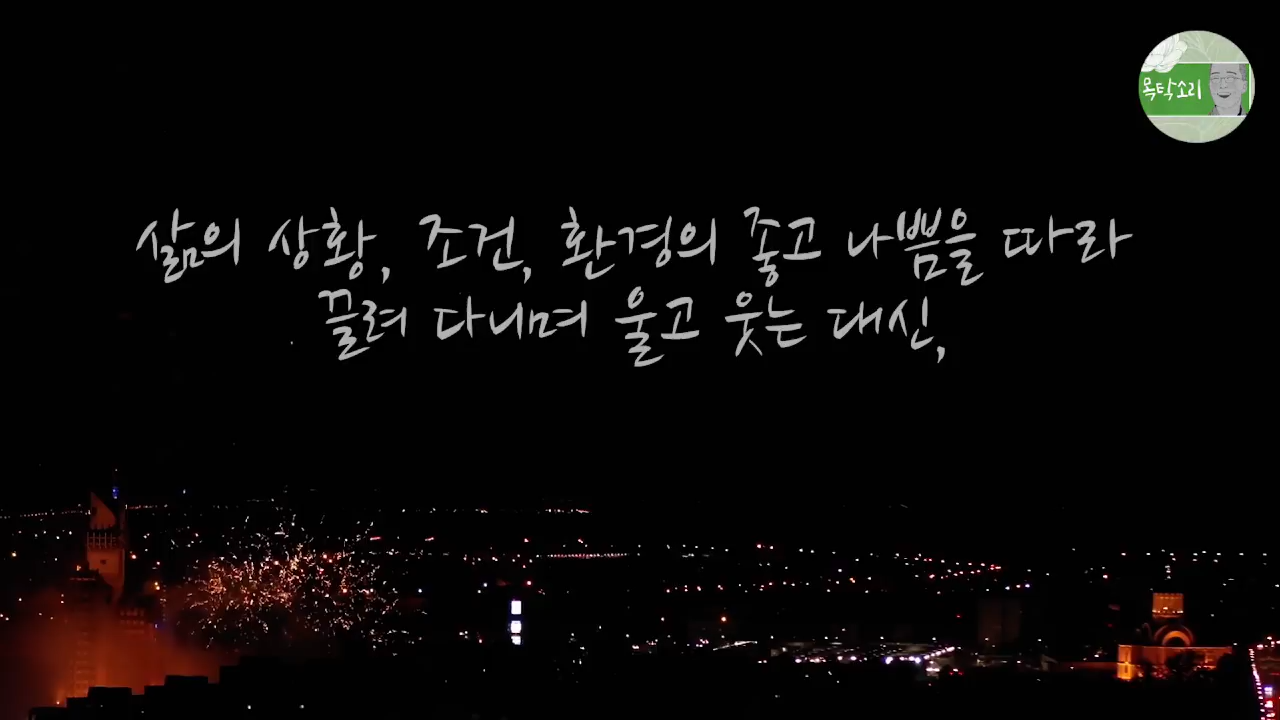 목탁소리
삶의 상황, 조건, 환경의 좋고 나쁨을 따라
끌려 다니며 울고 웃는 대신,